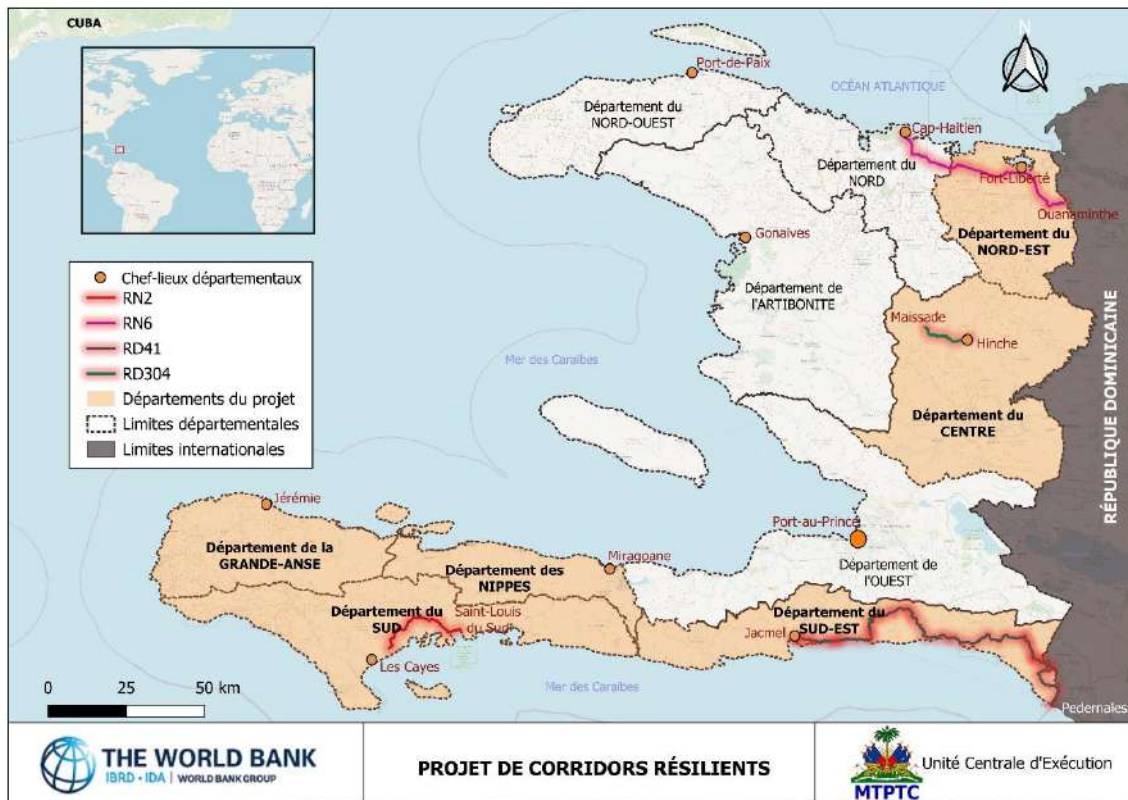 CUBA
N
Port-de-Paix
OCÉAN ATLANTIQUE
Département du
NORD-OUEST
Cap-Haïtien
Département du
NORD
Fort-Liberté
Ouanaminthe
Département du
NORD-EST
Gonaives
Chef-lieux départementaux
RN2
RN6
RD41
RD304
Départements du projet
Limites départementales
Limites internationales
Département de
l'ARTIBONITE
Maissade
Hinche
Mer des Caraïbes
Département du
CENTRE
RÉPUBLIQUE DOMINICAINE
Jérémie
Port-au-Prince
Département de la
GRANDE-ANSE
Département des
NIPPES
Miragoane
Département de
l'OUEST
Département du
SUD
Saint-Louis
du Sud
Département du
SUD-EST
Jacmel
Les Cayes
0 25 50 km
Mer des Caraïbes
Pedernales
THE WORLD BANK
IBRD • IDA | WORLD BANK GROUP
PROJET DE CORRIDORS RÉSILIENTS
MTPTC
Unité Centrale d'Exécution